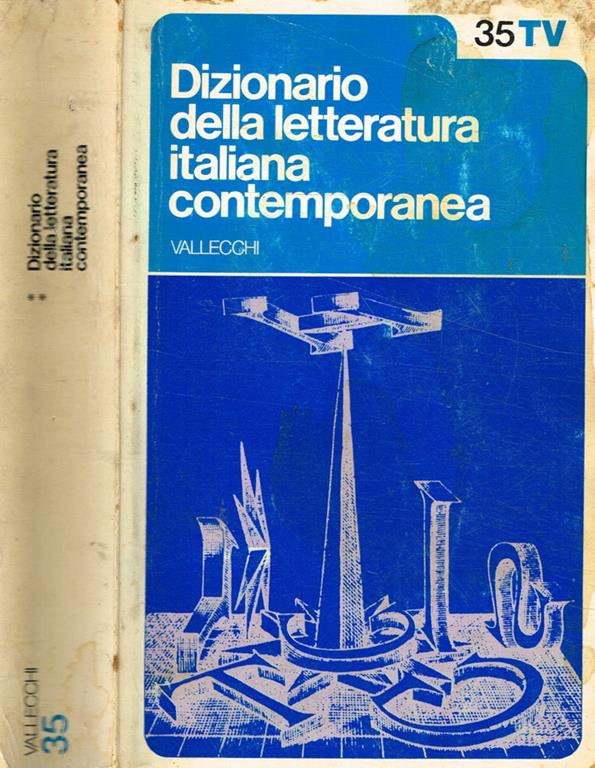 35TV
Dizionario
della letteratura
italiana
contemporanea
VALLECCHI
** Dizionario
della letteratura
italiana
contemporanea
VALLECCHI
35